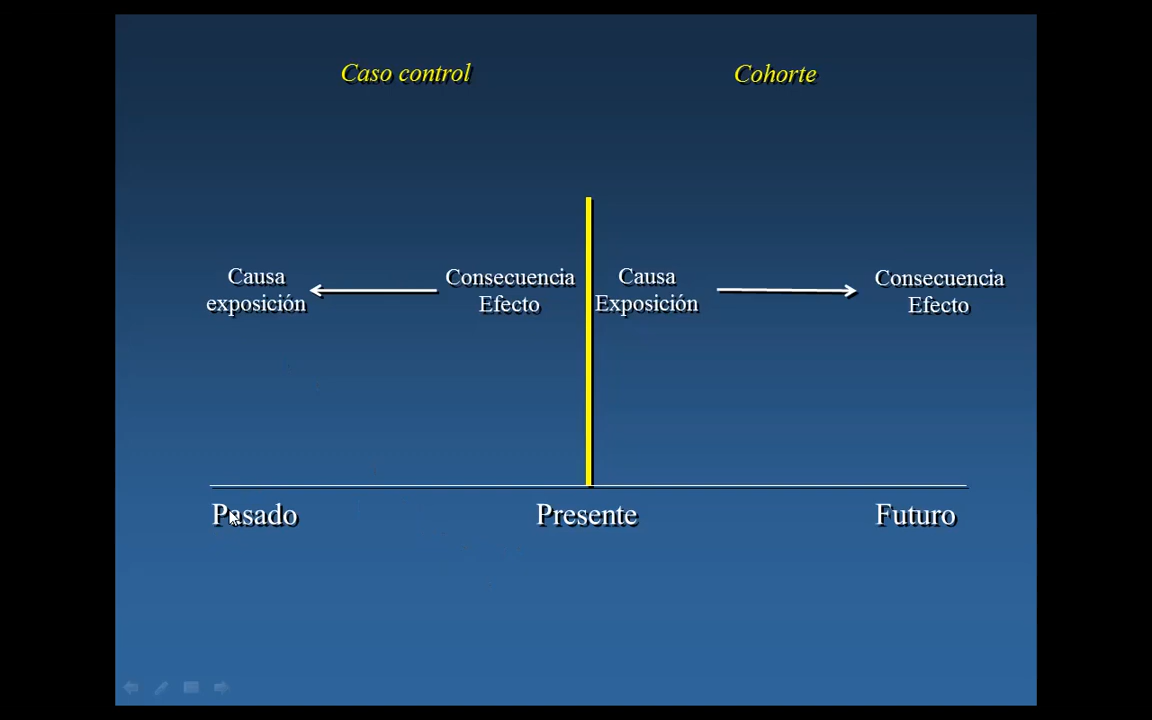 Caso control
Cohorte
Causa
exposición
Consecuencia
Efecto
Causa
Exposición
Consecuencia
Efecto
Pasado
Presente
Futuro